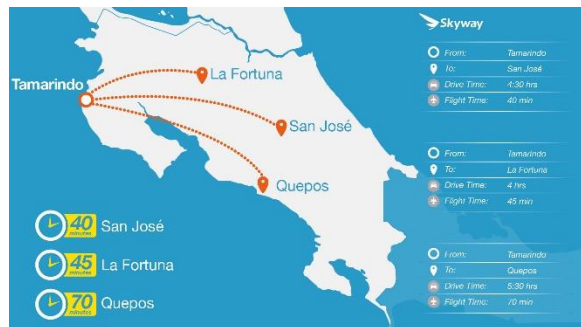 Skyway
La Fortuna
Tamarindo
San José
Quepos
40 minutes San José
45 minutes La Fortuna
70 minutes Quepos
From: Tamarindo
To: San José
Drive Time: 4:30 hrs
Flight Time: 40 min
From: Tamarindo
To: La Fortuna
Drive Time: 4 hrs
Flight Time: 45 min
From: Tamarindo
To: Quepos
Drive Time: 5:30 hrs
Flight Time: 70 min